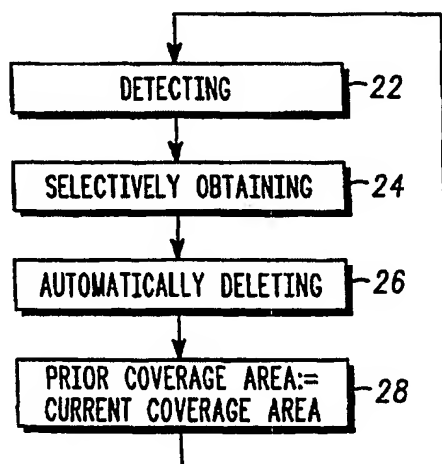 DETECTING
22
SELECTIVELY OBTAINING
24
AUTOMATICALLY DELETING
26
PRIOR COVERAGE AREA:=
CURRENT COVERAGE AREA
28